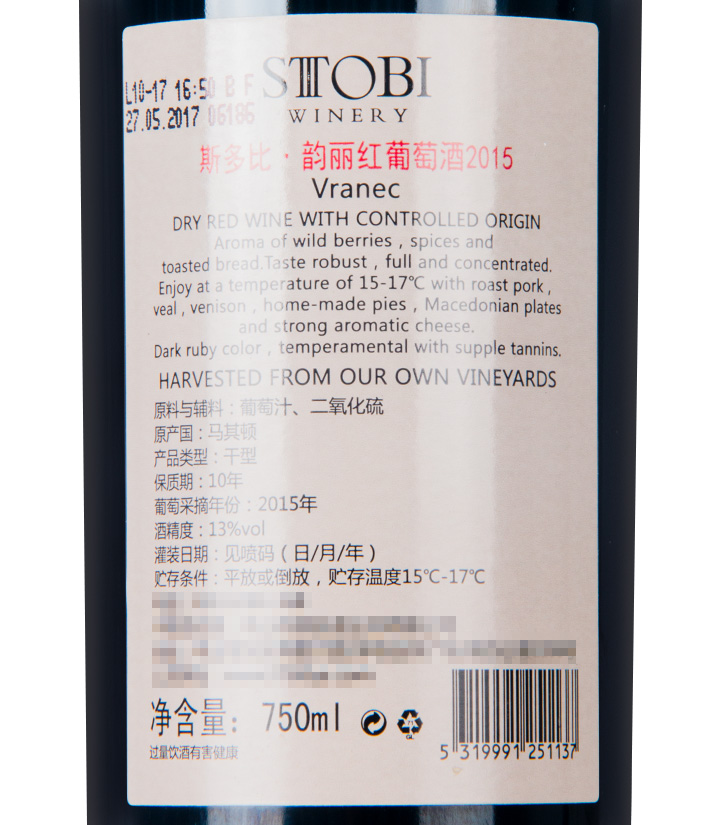 L10-17 16:50 B F
27.05.2017 06186
STOBI
WINERY
斯多比·韵丽红葡萄酒2015
Vranec
DRY RED WINE WITH CONTROLLED ORIGIN
Aroma of wild berries , spices and
toasted bread.Taste robust , full and concentrated.
Enjoy at a temperature of 15-17℃ with roast pork ,
veal , venison , home-made pies , Macedonian plates
and strong aromatic cheese.
Dark ruby color , temperamental with supple tannins.
HARVESTED FROM OUR OWN VINEYARDS
原料与辅料：葡萄汁、二氧化硫
原产国：马其顿
产品类型：干型
保质期：10年
葡萄采摘年份：2015年
酒精度：13%vol
灌装日期：见喷码（日/月/年）
贮存条件：平放或倒放，贮存温度15℃-17℃
净含量： 750ml
GL
过量饮酒有害健康
5 319991 251137